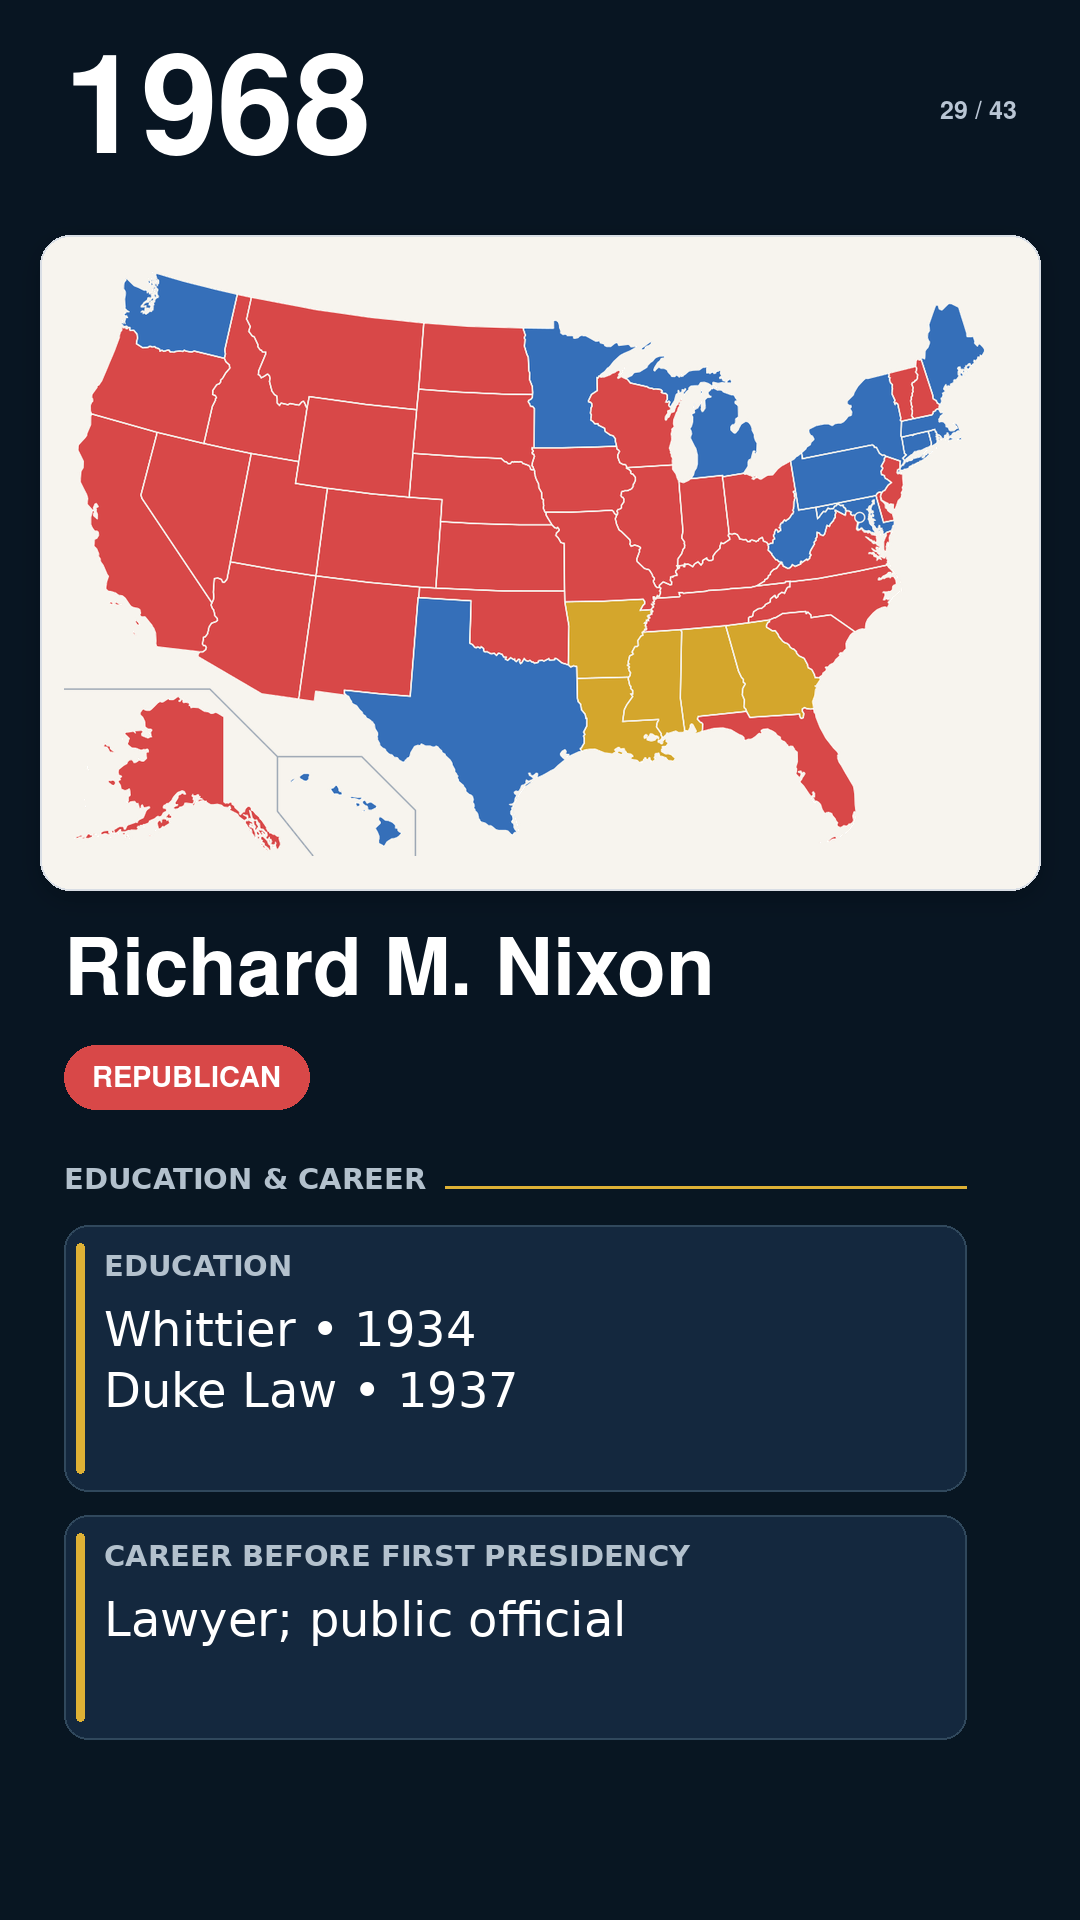 1968
29 / 43
Richard M. Nixon
REPUBLICAN
EDUCATION & CAREER
EDUCATION
Whittier • 1934
Duke Law • 1937
CAREER BEFORE FIRST PRESIDENCY
Lawyer; public official